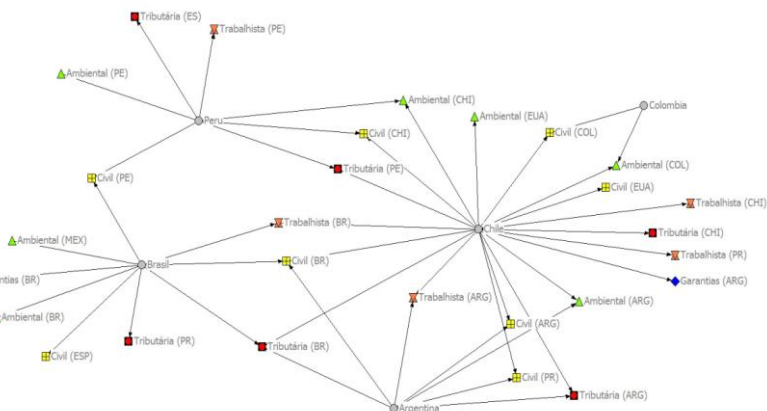 Tributária (ES)
Trabalhista (PE)
Ambiental (PE)
Ambiental (CHI)
Colombia
Ambiental (EUA)
Peru
Civil (CHI)
Civil (COL)
Tributária (PE)
Ambiental (COL)
Civil (PE)
Civil (EUA)
Trabalhista (CHI)
Trabalhista (BR)
Chile
Tributária (CHI)
Ambiental (MEX)
Trabalhista (PR)
Brasil
Civil (BR)
ntias (BR)
Garantias (ARG)
Trabalhista (ARG)
Ambiental (ARG)
Ambiental (BR)
Civil (ARG)
Tributária (PR)
Tributária (BR)
Civil (ESP)
Civil (PR)
Tributária (ARG)
Argentina